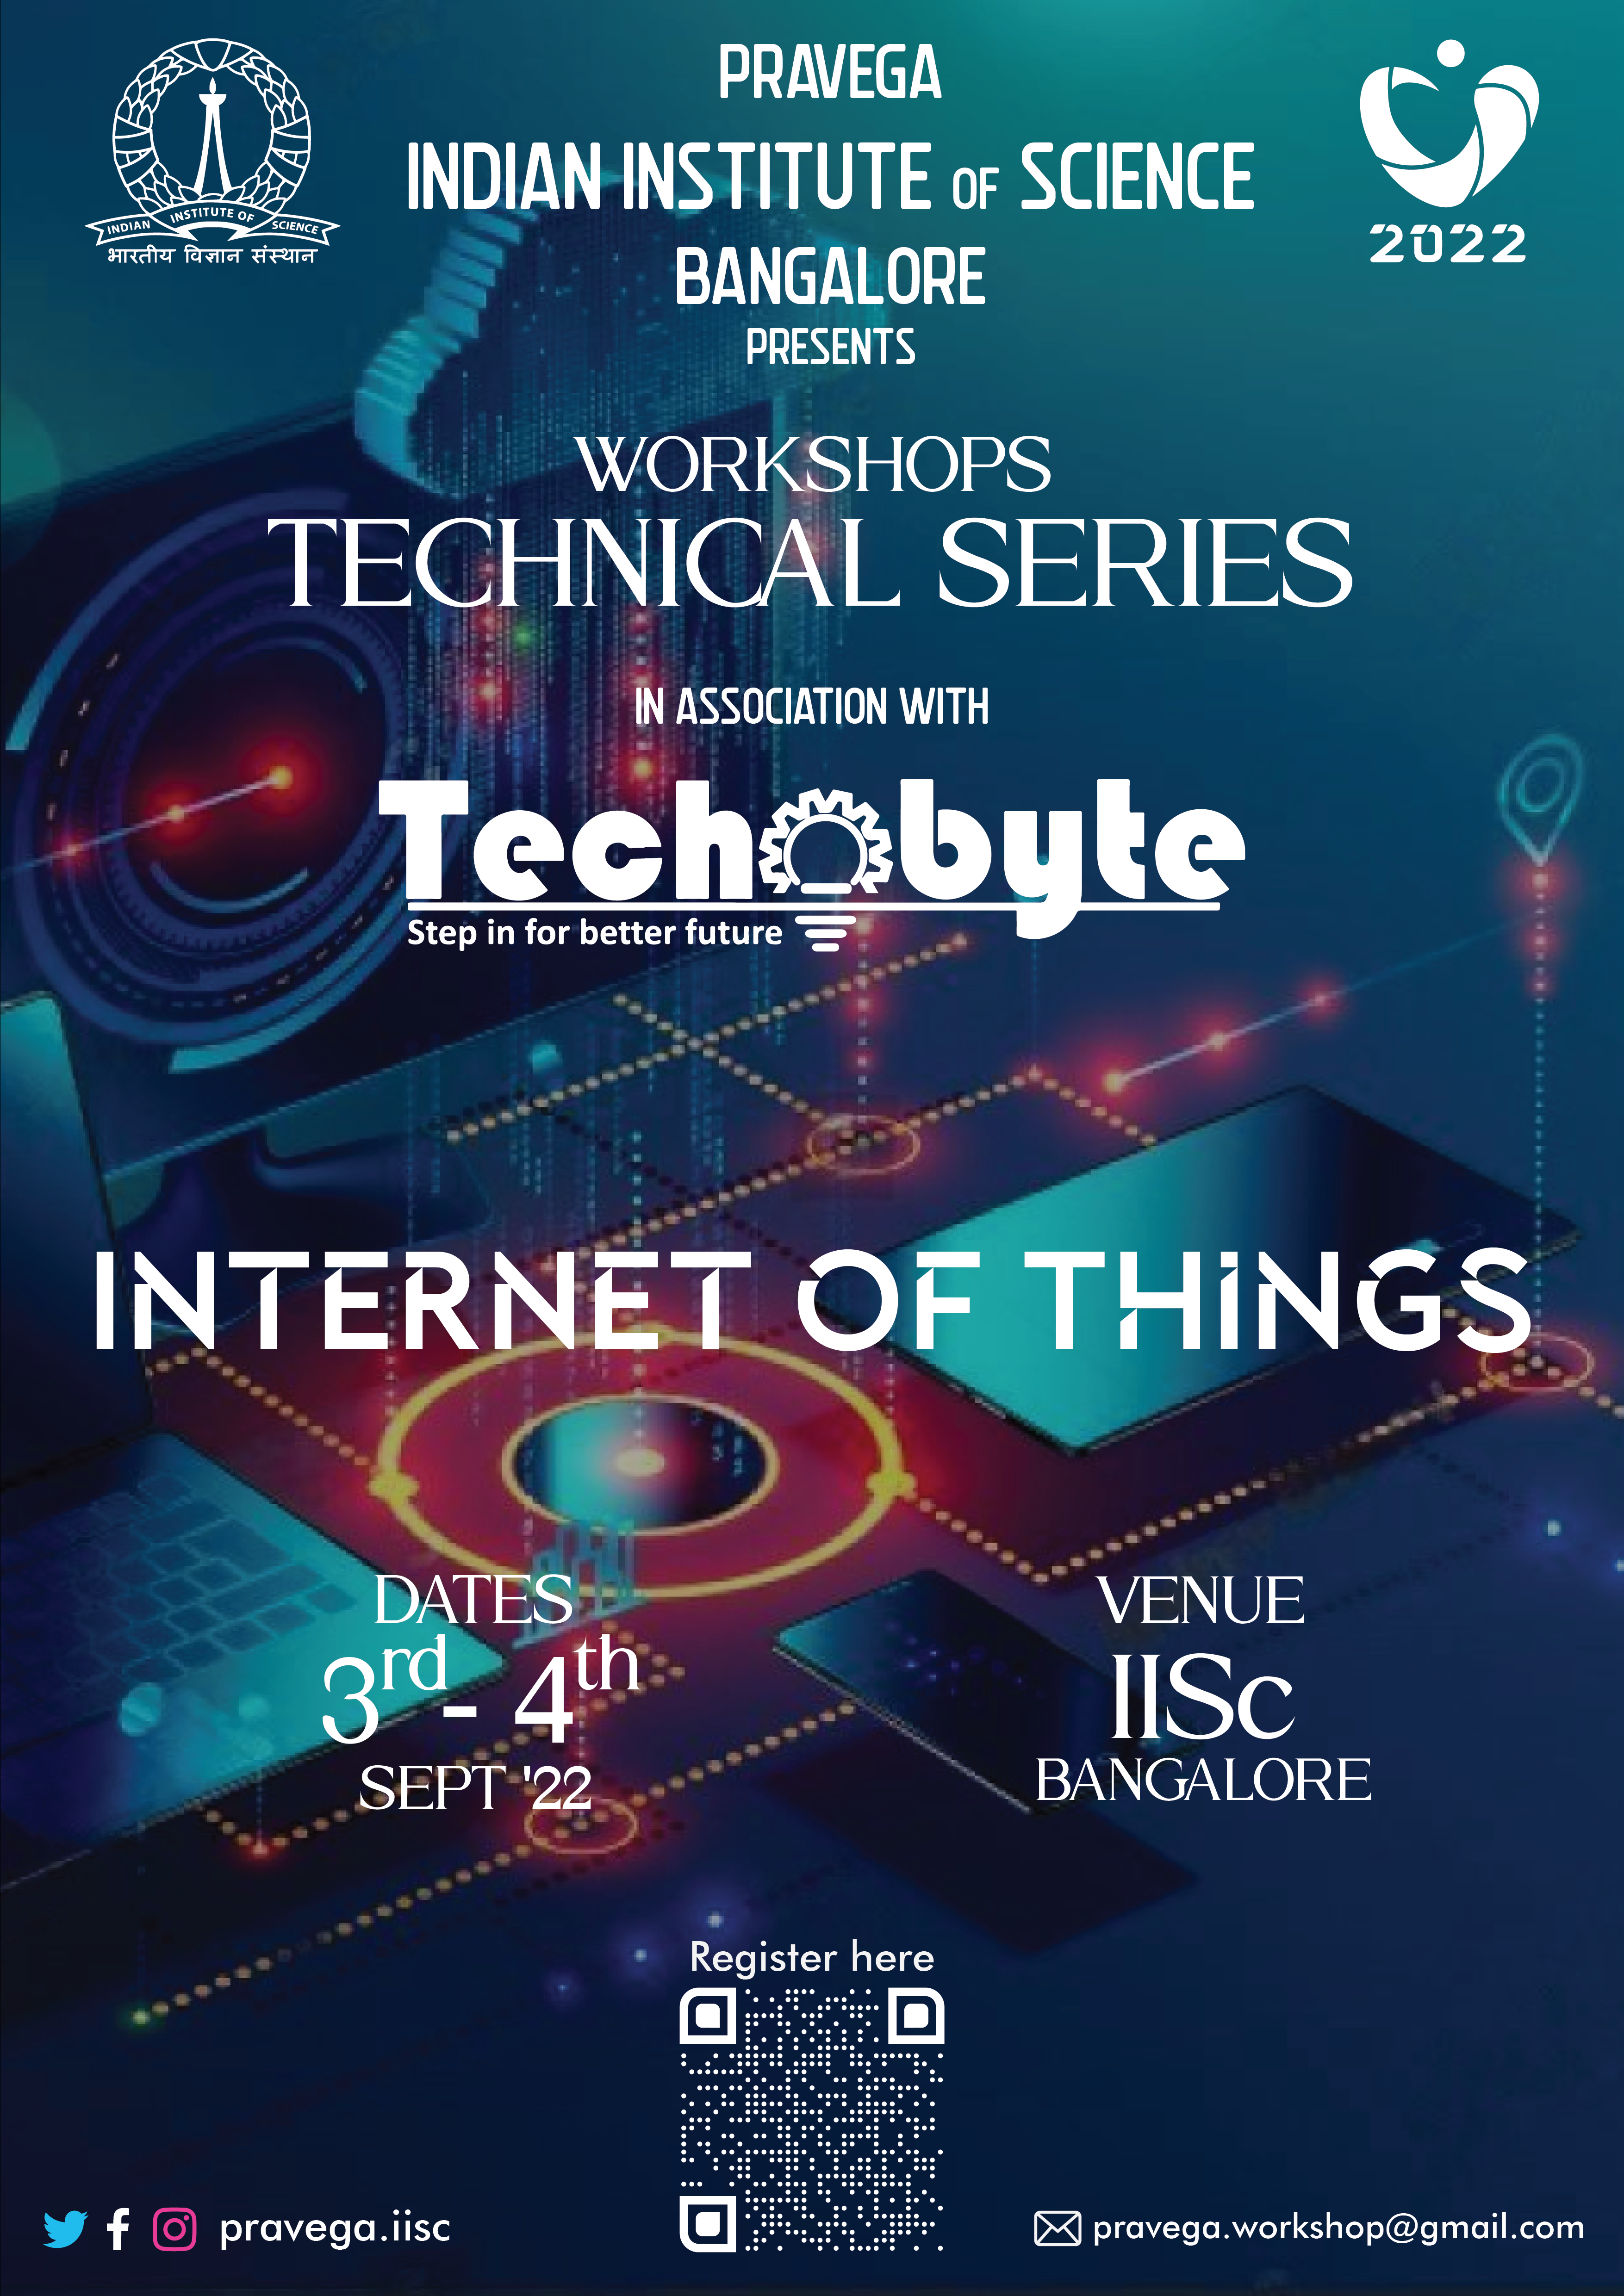 PRAVEGA
INDIAN INSTITUTE OF SCIENCE
BANGALORE
PRESENTS
INDIAN INSTITUTE OF SCIENCE
भारतीय विज्ञान संस्थान
2022
WORKSHOPS
TECHNICAL SERIES
IN ASSOCIATION WITH
Techobyte
Step in for better future
INTERNET OF THINGS
DATES
3rd - 4th
SEPT '22
VENUE
IISc
BANGALORE
Register here
pravega.iisc
pravega.workshop@gmail.com